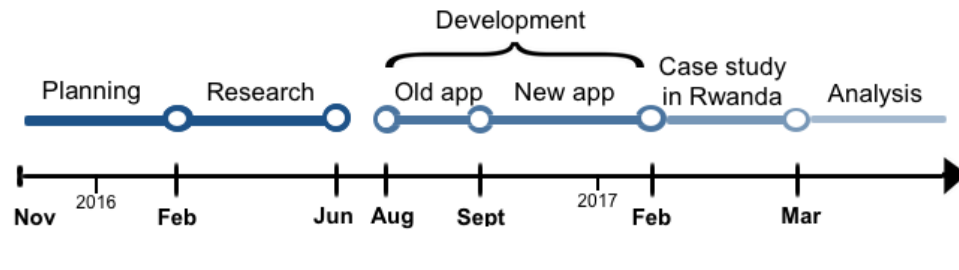 Development
Planning
Research
Old app
New app
Case study
in Rwanda
Analysis
2016
2017
Nov
Feb
Jun
Aug
Sept
Feb
Mar